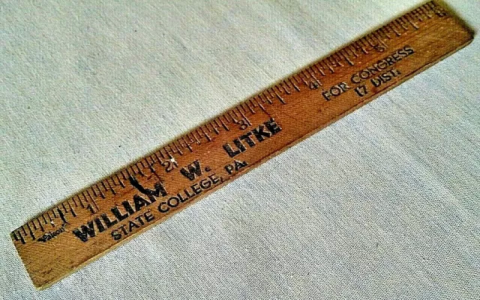 1 2 3 4 5 6
WILLIAM W. LITKE
STATE COLLEGE, PA.
FOR CONGRESS
17 DIST.